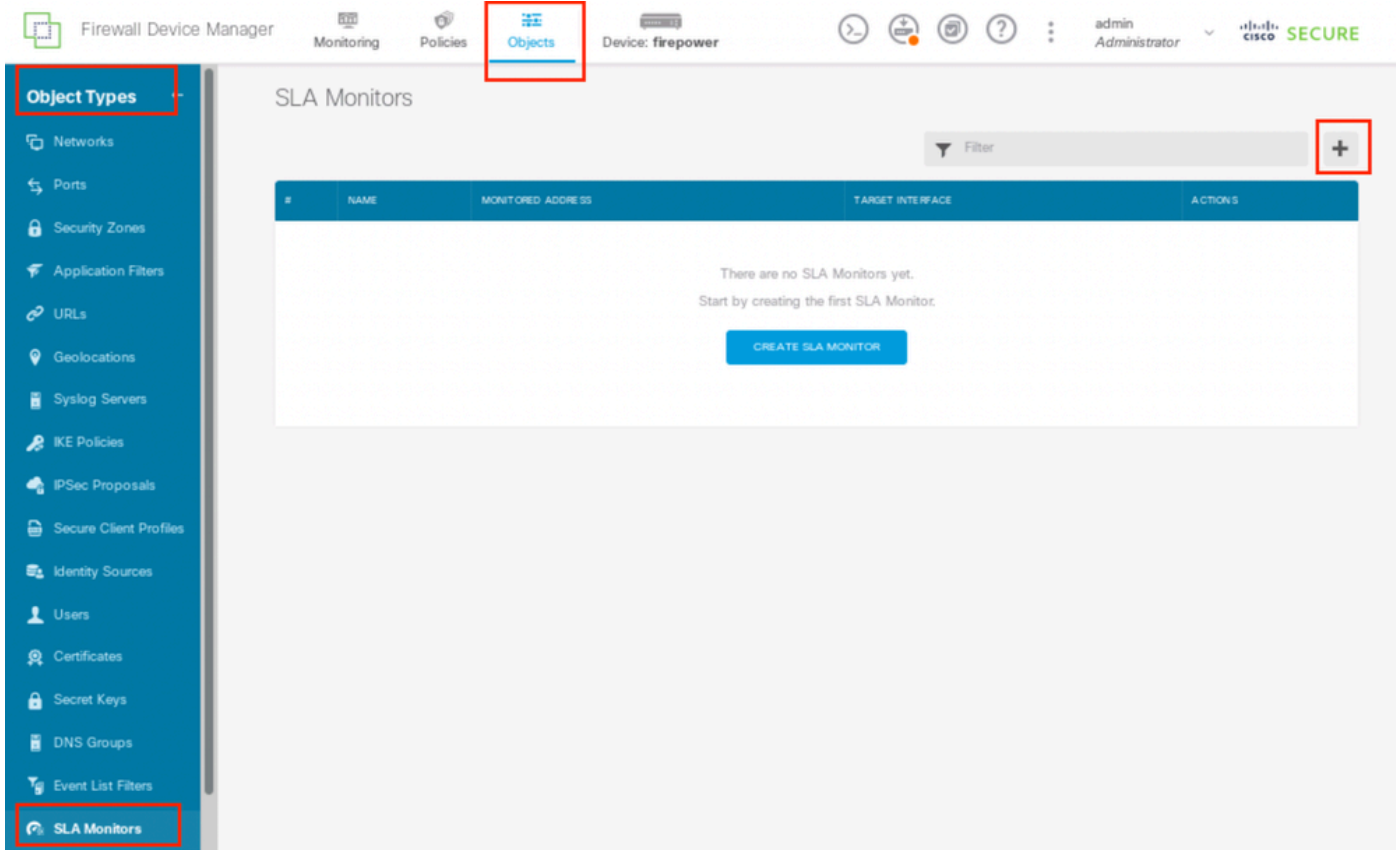 Firewall Device Manager
Monitoring
Policies
Objects
Device: firepower
admin
Administrator
cisco SECURE
Object Types
Networks
Ports
Security Zones
Application Filters
URLs
Geolocations
Syslog Servers
IKE Policies
IPSec Proposals
Secure Client Profiles
Identity Sources
Users
Certificates
Secret Keys
DNS Groups
Event List Filters
SLA Monitors
SLA Monitors
Filter
# NAME MONITORED ADDRESS TARGET INTERFACE ACTIONS
There are no SLA Monitors yet.
Start by creating the first SLA Monitor.
CREATE SLA MONITOR